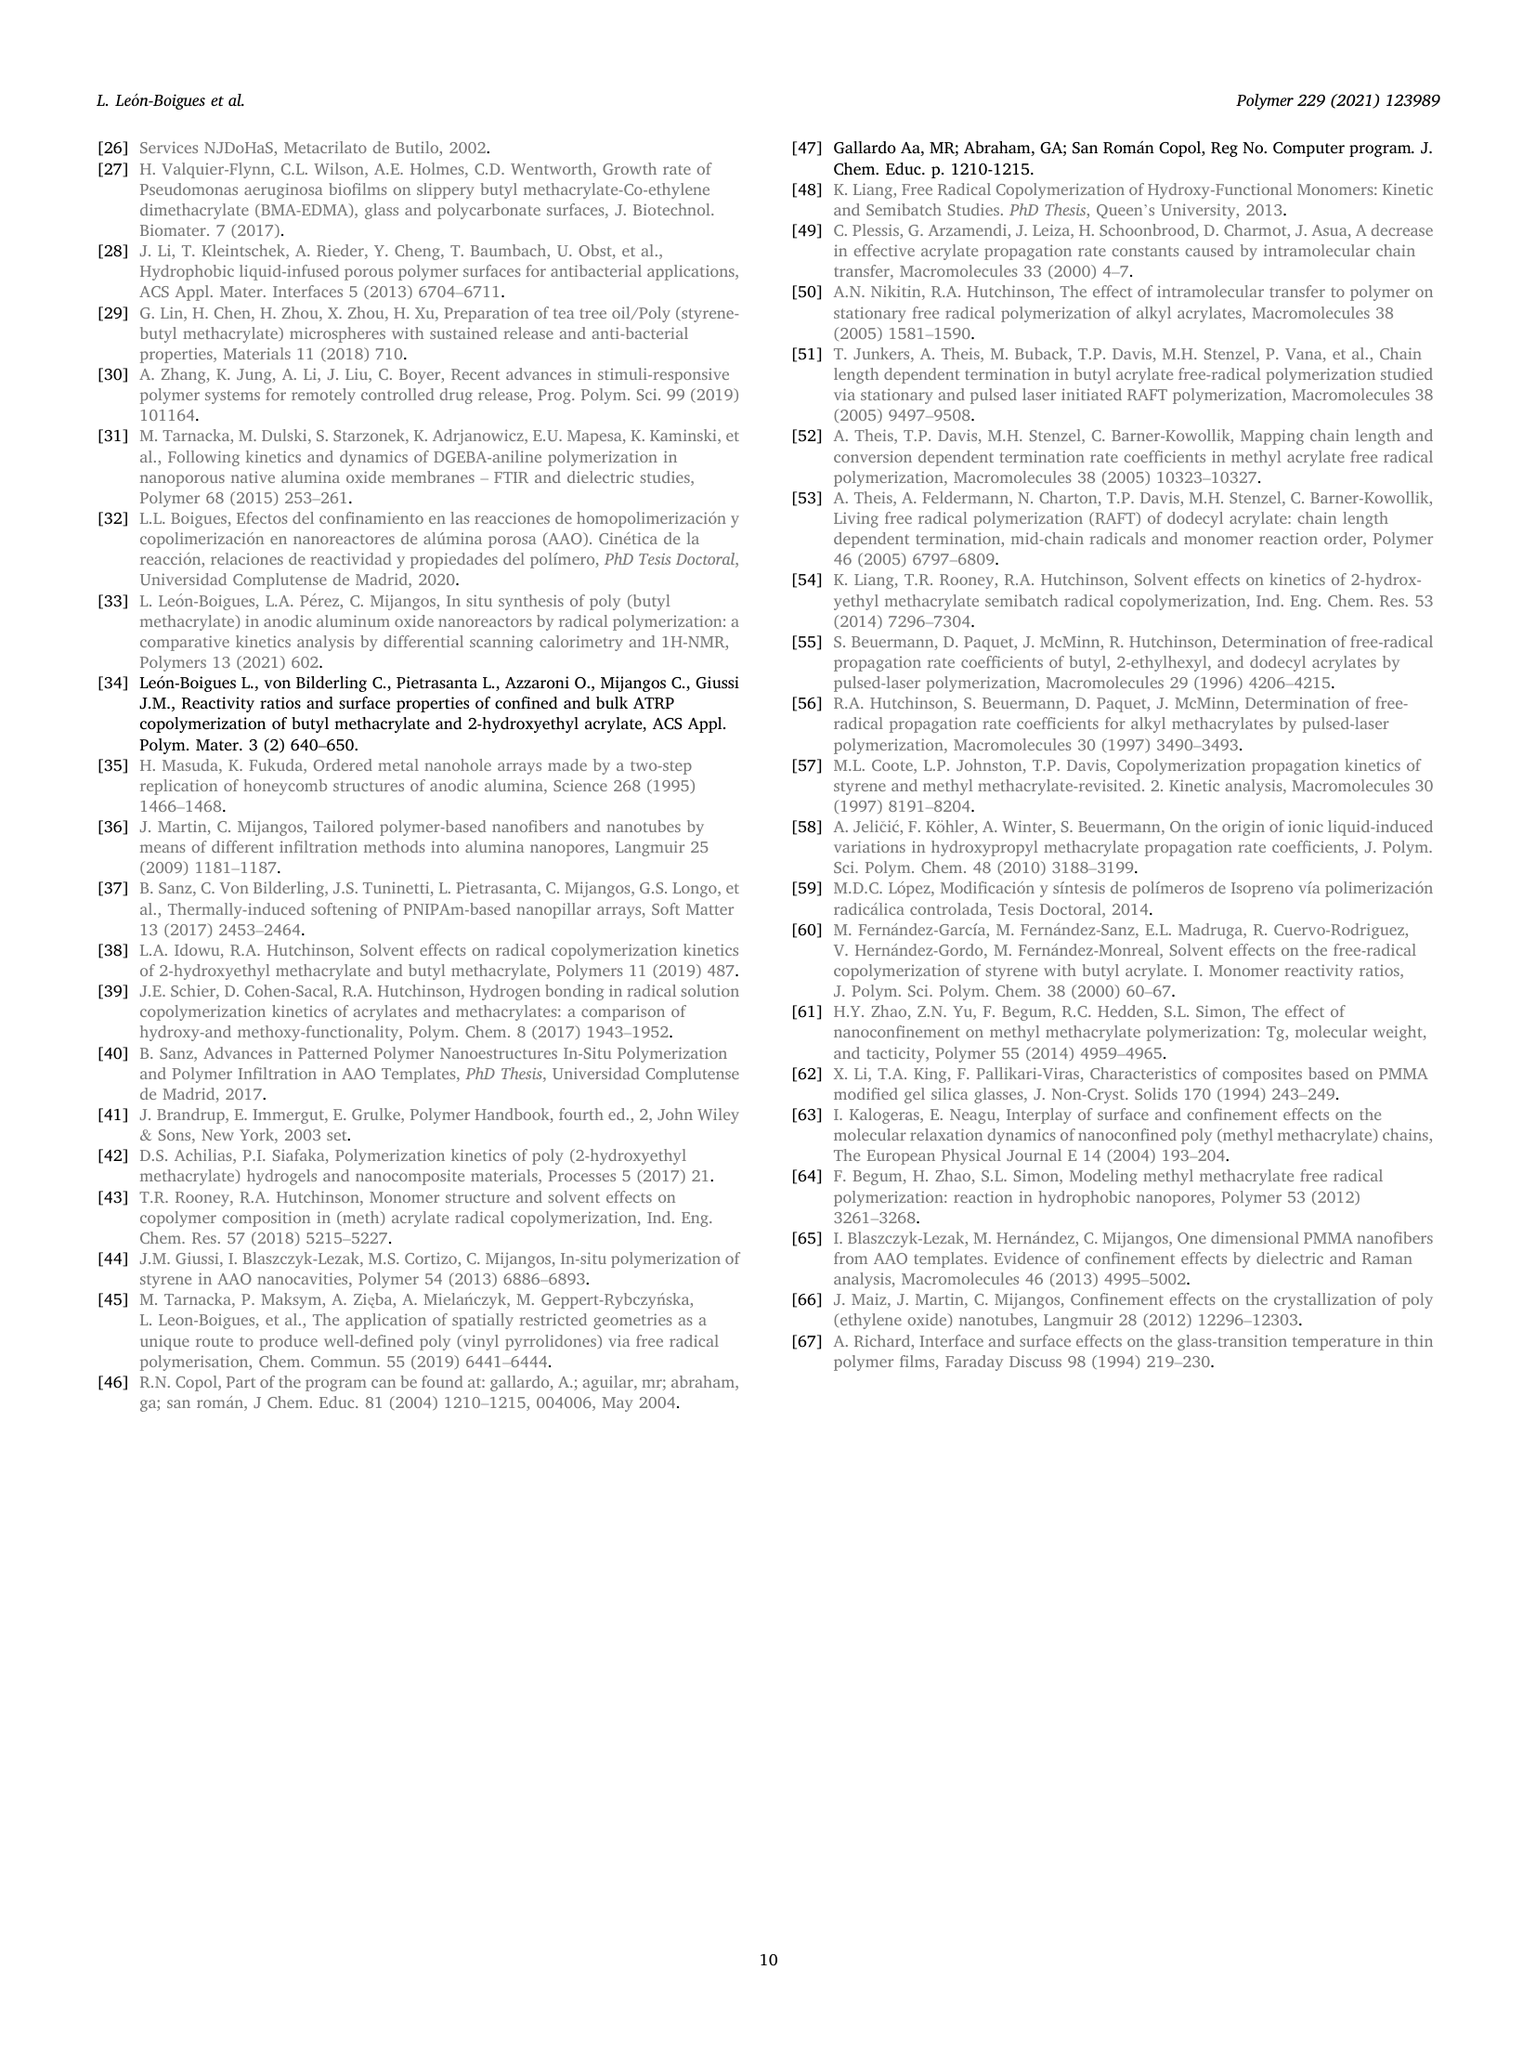 L. León-Boigues et al.
Polymer 229 (2021) 123989
[26] Services NJDoHaS, Metacrilato de Butilo, 2002.
[27] H. Valquier-Flynn, C.L. Wilson, A.E. Holmes, C.D. Wentworth, Growth rate of
Pseudomonas aeruginosa biofilms on slippery butyl methacrylate-Co-ethylene
dimethacrylate (BMA-EDMA), glass and polycarbonate surfaces, J. Biotechnol.
Biomater. 7 (2017).
[28] J. Li, T. Kleintschek, A. Rieder, Y. Cheng, T. Baumbach, U. Obst, et al.,
Hydrophobic liquid-infused porous polymer surfaces for antibacterial applications,
ACS Appl. Mater. Interfaces 5 (2013) 6704–6711.
[29] G. Lin, H. Chen, H. Zhou, X. Zhou, H. Xu, Preparation of tea tree oil/Poly (styrene-
butyl methacrylate) microspheres with sustained release and anti-bacterial
properties, Materials 11 (2018) 710.
[30] A. Zhang, K. Jung, A. Li, J. Liu, C. Boyer, Recent advances in stimuli-responsive
polymer systems for remotely controlled drug release, Prog. Polym. Sci. 99 (2019)
101164.
[31] M. Tarnacka, M. Dulski, S. Starzonek, K. Adrjanowicz, E.U. Mapesa, K. Kaminski, et
al., Following kinetics and dynamics of DGEBA-aniline polymerization in
nanoporous native alumina oxide membranes – FTIR and dielectric studies,
Polymer 68 (2015) 253–261.
[32] L.L. Boigues, Efectos del confinamiento en las reacciones de homopolimerización y
copolimerización en nanoreactores de alúmina porosa (AAO). Cinética de la
reacción, relaciones de reactividad y propiedades del polímero, PhD Tesis Doctoral,
Universidad Complutense de Madrid, 2020.
[33] L. León-Boigues, L.A. Pérez, C. Mijangos, In situ synthesis of poly (butyl
methacrylate) in anodic aluminum oxide nanoreactors by radical polymerization: a
comparative kinetics analysis by differential scanning calorimetry and 1H-NMR,
Polymers 13 (2021) 602.
[34] León-Boigues L., von Bilderling C., Pietrasanta L., Azzaroni O., Mijangos C., Giussi
J.M., Reactivity ratios and surface properties of confined and bulk ATRP
copolymerization of butyl methacrylate and 2-hydroxyethyl acrylate, ACS Appl.
Polym. Mater. 3 (2) 640–650.
[35] H. Masuda, K. Fukuda, Ordered metal nanohole arrays made by a two-step
replication of honeycomb structures of anodic alumina, Science 268 (1995)
1466–1468.
[36] J. Martin, C. Mijangos, Tailored polymer-based nanofibers and nanotubes by
means of different infiltration methods into alumina nanopores, Langmuir 25
(2009) 1181–1187.
[37] B. Sanz, C. Von Bilderling, J.S. Tuninetti, L. Pietrasanta, C. Mijangos, G.S. Longo, et
al., Thermally-induced softening of PNIPAm-based nanopillar arrays, Soft Matter
13 (2017) 2453–2464.
[38] L.A. Idowu, R.A. Hutchinson, Solvent effects on radical copolymerization kinetics
of 2-hydroxyethyl methacrylate and butyl methacrylate, Polymers 11 (2019) 487.
[39] J.E. Schier, D. Cohen-Sacal, R.A. Hutchinson, Hydrogen bonding in radical solution
copolymerization kinetics of acrylates and methacrylates: a comparison of
hydroxy-and methoxy-functionality, Polym. Chem. 8 (2017) 1943–1952.
[40] B. Sanz, Advances in Patterned Polymer Nanoestructures In-Situ Polymerization
and Polymer Infiltration in AAO Templates, PhD Thesis, Universidad Complutense
de Madrid, 2017.
[41] J. Brandrup, E. Immergut, E. Grulke, Polymer Handbook, fourth ed., 2, John Wiley
& Sons, New York, 2003 set.
[42] D.S. Achilias, P.I. Siafaka, Polymerization kinetics of poly (2-hydroxyethyl
methacrylate) hydrogels and nanocomposite materials, Processes 5 (2017) 21.
[43] T.R. Rooney, R.A. Hutchinson, Monomer structure and solvent effects on
copolymer composition in (meth) acrylate radical copolymerization, Ind. Eng.
Chem. Res. 57 (2018) 5215–5227.
[44] J.M. Giussi, I. Blaszczyk-Lezak, M.S. Cortizo, C. Mijangos, In-situ polymerization of
styrene in AAO nanocavities, Polymer 54 (2013) 6886–6893.
[45] M. Tarnacka, P. Maksym, A. Zięba, A. Mielańczyk, M. Geppert-Rybczyńska,
L. Leon-Boigues, et al., The application of spatially restricted geometries as a
unique route to produce well-defined poly (vinyl pyrrolidones) via free radical
polymerisation, Chem. Commun. 55 (2019) 6441–6444.
[46] R.N. Copol, Part of the program can be found at: gallardo, A.; aguilar, mr; abraham,
ga; san román, J Chem. Educ. 81 (2004) 1210–1215, 004006, May 2004.
[47] Gallardo Aa, MR; Abraham, GA; San Román Copol, Reg No. Computer program. J.
Chem. Educ. p. 1210-1215.
[48] K. Liang, Free Radical Copolymerization of Hydroxy-Functional Monomers: Kinetic
and Semibatch Studies. PhD Thesis, Queen's University, 2013.
[49] C. Plessis, G. Arzamendi, J. Leiza, H. Schoonbrood, D. Charmot, J. Asua, A decrease
in effective acrylate propagation rate constants caused by intramolecular chain
transfer, Macromolecules 33 (2000) 4–7.
[50] A.N. Nikitin, R.A. Hutchinson, The effect of intramolecular transfer to polymer on
stationary free radical polymerization of alkyl acrylates, Macromolecules 38
(2005) 1581–1590.
[51] T. Junkers, A. Theis, M. Buback, T.P. Davis, M.H. Stenzel, P. Vana, et al., Chain
length dependent termination in butyl acrylate free-radical polymerization studied
via stationary and pulsed laser initiated RAFT polymerization, Macromolecules 38
(2005) 9497–9508.
[52] A. Theis, T.P. Davis, M.H. Stenzel, C. Barner-Kowollik, Mapping chain length and
conversion dependent termination rate coefficients in methyl acrylate free radical
polymerization, Macromolecules 38 (2005) 10323–10327.
[53] A. Theis, A. Feldermann, N. Charton, T.P. Davis, M.H. Stenzel, C. Barner-Kowollik,
Living free radical polymerization (RAFT) of dodecyl acrylate: chain length
dependent termination, mid-chain radicals and monomer reaction order, Polymer
46 (2005) 6797–6809.
[54] K. Liang, T.R. Rooney, R.A. Hutchinson, Solvent effects on kinetics of 2-hydrox-
yethyl methacrylate semibatch radical copolymerization, Ind. Eng. Chem. Res. 53
(2014) 7296–7304.
[55] S. Beuermann, D. Paquet, J. McMinn, R. Hutchinson, Determination of free-radical
propagation rate coefficients of butyl, 2-ethylhexyl, and dodecyl acrylates by
pulsed-laser polymerization, Macromolecules 29 (1996) 4206–4215.
[56] R.A. Hutchinson, S. Beuermann, D. Paquet, J. McMinn, Determination of free-
radical propagation rate coefficients for alkyl methacrylates by pulsed-laser
polymerization, Macromolecules 30 (1997) 3490–3493.
[57] M.L. Coote, L.P. Johnston, T.P. Davis, Copolymerization propagation kinetics of
styrene and methyl methacrylate-revisited. 2. Kinetic analysis, Macromolecules 30
(1997) 8191–8204.
[58] A. Jeličić, F. Köhler, A. Winter, S. Beuermann, On the origin of ionic liquid-induced
variations in hydroxypropyl methacrylate propagation rate coefficients, J. Polym.
Sci. Polym. Chem. 48 (2010) 3188–3199.
[59] M.D.C. López, Modificación y síntesis de polímeros de Isopreno vía polimerización
radicálica controlada, Tesis Doctoral, 2014.
[60] M. Fernández-García, M. Fernández-Sanz, E.L. Madruga, R. Cuervo-Rodriguez,
V. Hernández-Gordo, M. Fernández-Monreal, Solvent effects on the free-radical
copolymerization of styrene with butyl acrylate. I. Monomer reactivity ratios,
J. Polym. Sci. Polym. Chem. 38 (2000) 60–67.
[61] H.Y. Zhao, Z.N. Yu, F. Begum, R.C. Hedden, S.L. Simon, The effect of
nanoconfinement on methyl methacrylate polymerization: Tg, molecular weight,
and tacticity, Polymer 55 (2014) 4959–4965.
[62] X. Li, T.A. King, F. Pallikari-Viras, Characteristics of composites based on PMMA
modified gel silica glasses, J. Non-Cryst. Solids 170 (1994) 243–249.
[63] I. Kalogeras, E. Neagu, Interplay of surface and confinement effects on the
molecular relaxation dynamics of nanoconfined poly (methyl methacrylate) chains,
The European Physical Journal E 14 (2004) 193–204.
[64] F. Begum, H. Zhao, S.L. Simon, Modeling methyl methacrylate free radical
polymerization: reaction in hydrophobic nanopores, Polymer 53 (2012)
3261–3268.
[65] I. Blaszczyk-Lezak, M. Hernández, C. Mijangos, One dimensional PMMA nanofibers
from AAO templates. Evidence of confinement effects by dielectric and Raman
analysis, Macromolecules 46 (2013) 4995–5002.
[66] J. Maiz, J. Martin, C. Mijangos, Confinement effects on the crystallization of poly
(ethylene oxide) nanotubes, Langmuir 28 (2012) 12296–12303.
[67] A. Richard, Interface and surface effects on the glass-transition temperature in thin
polymer films, Faraday Discuss 98 (1994) 219–230.
10